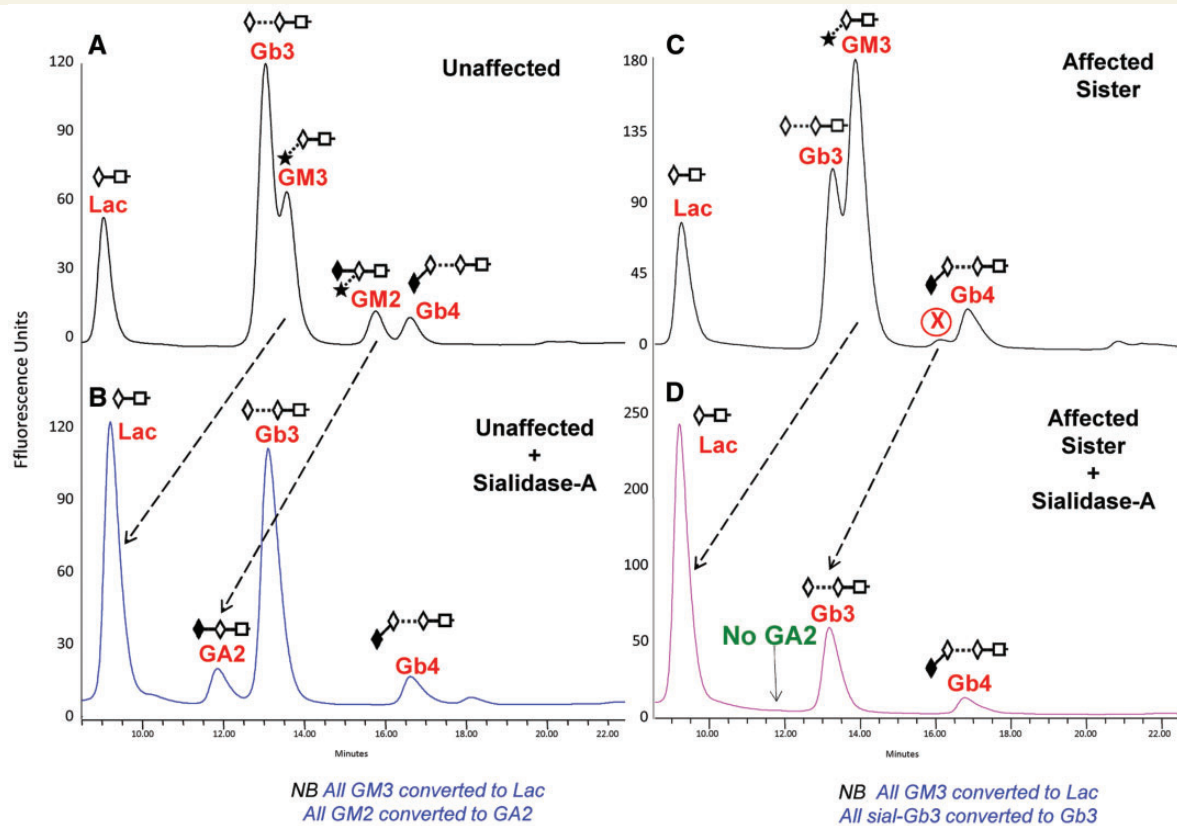 A
Gb3
Unaffected
GM3
Lac
GM2
Gb4
120
90
60
30
0
C
GM3
Affected
Sister
Gb3
Lac
X
Gb4
180
135
90
45
0
Ffluorescence Units
B
Lac
Gb3
Unaffected
+
Sialidase-A
GA2
Gb4
120
90
60
30
0
10.00 12.00 14.00 16.00 18.00 20.00 22.00
Minutes
D
Lac
Affected
Sister
+
Sialidase-A
No GA2
Gb3
Gb4
250
200
100
50
0
10.00 12.00 14.00 16.00 18.00 20.00 22.00
Minutes
NB All GM3 converted to Lac
All GM2 converted to GA2
NB All GM3 converted to Lac
All sial-Gb3 converted to Gb3